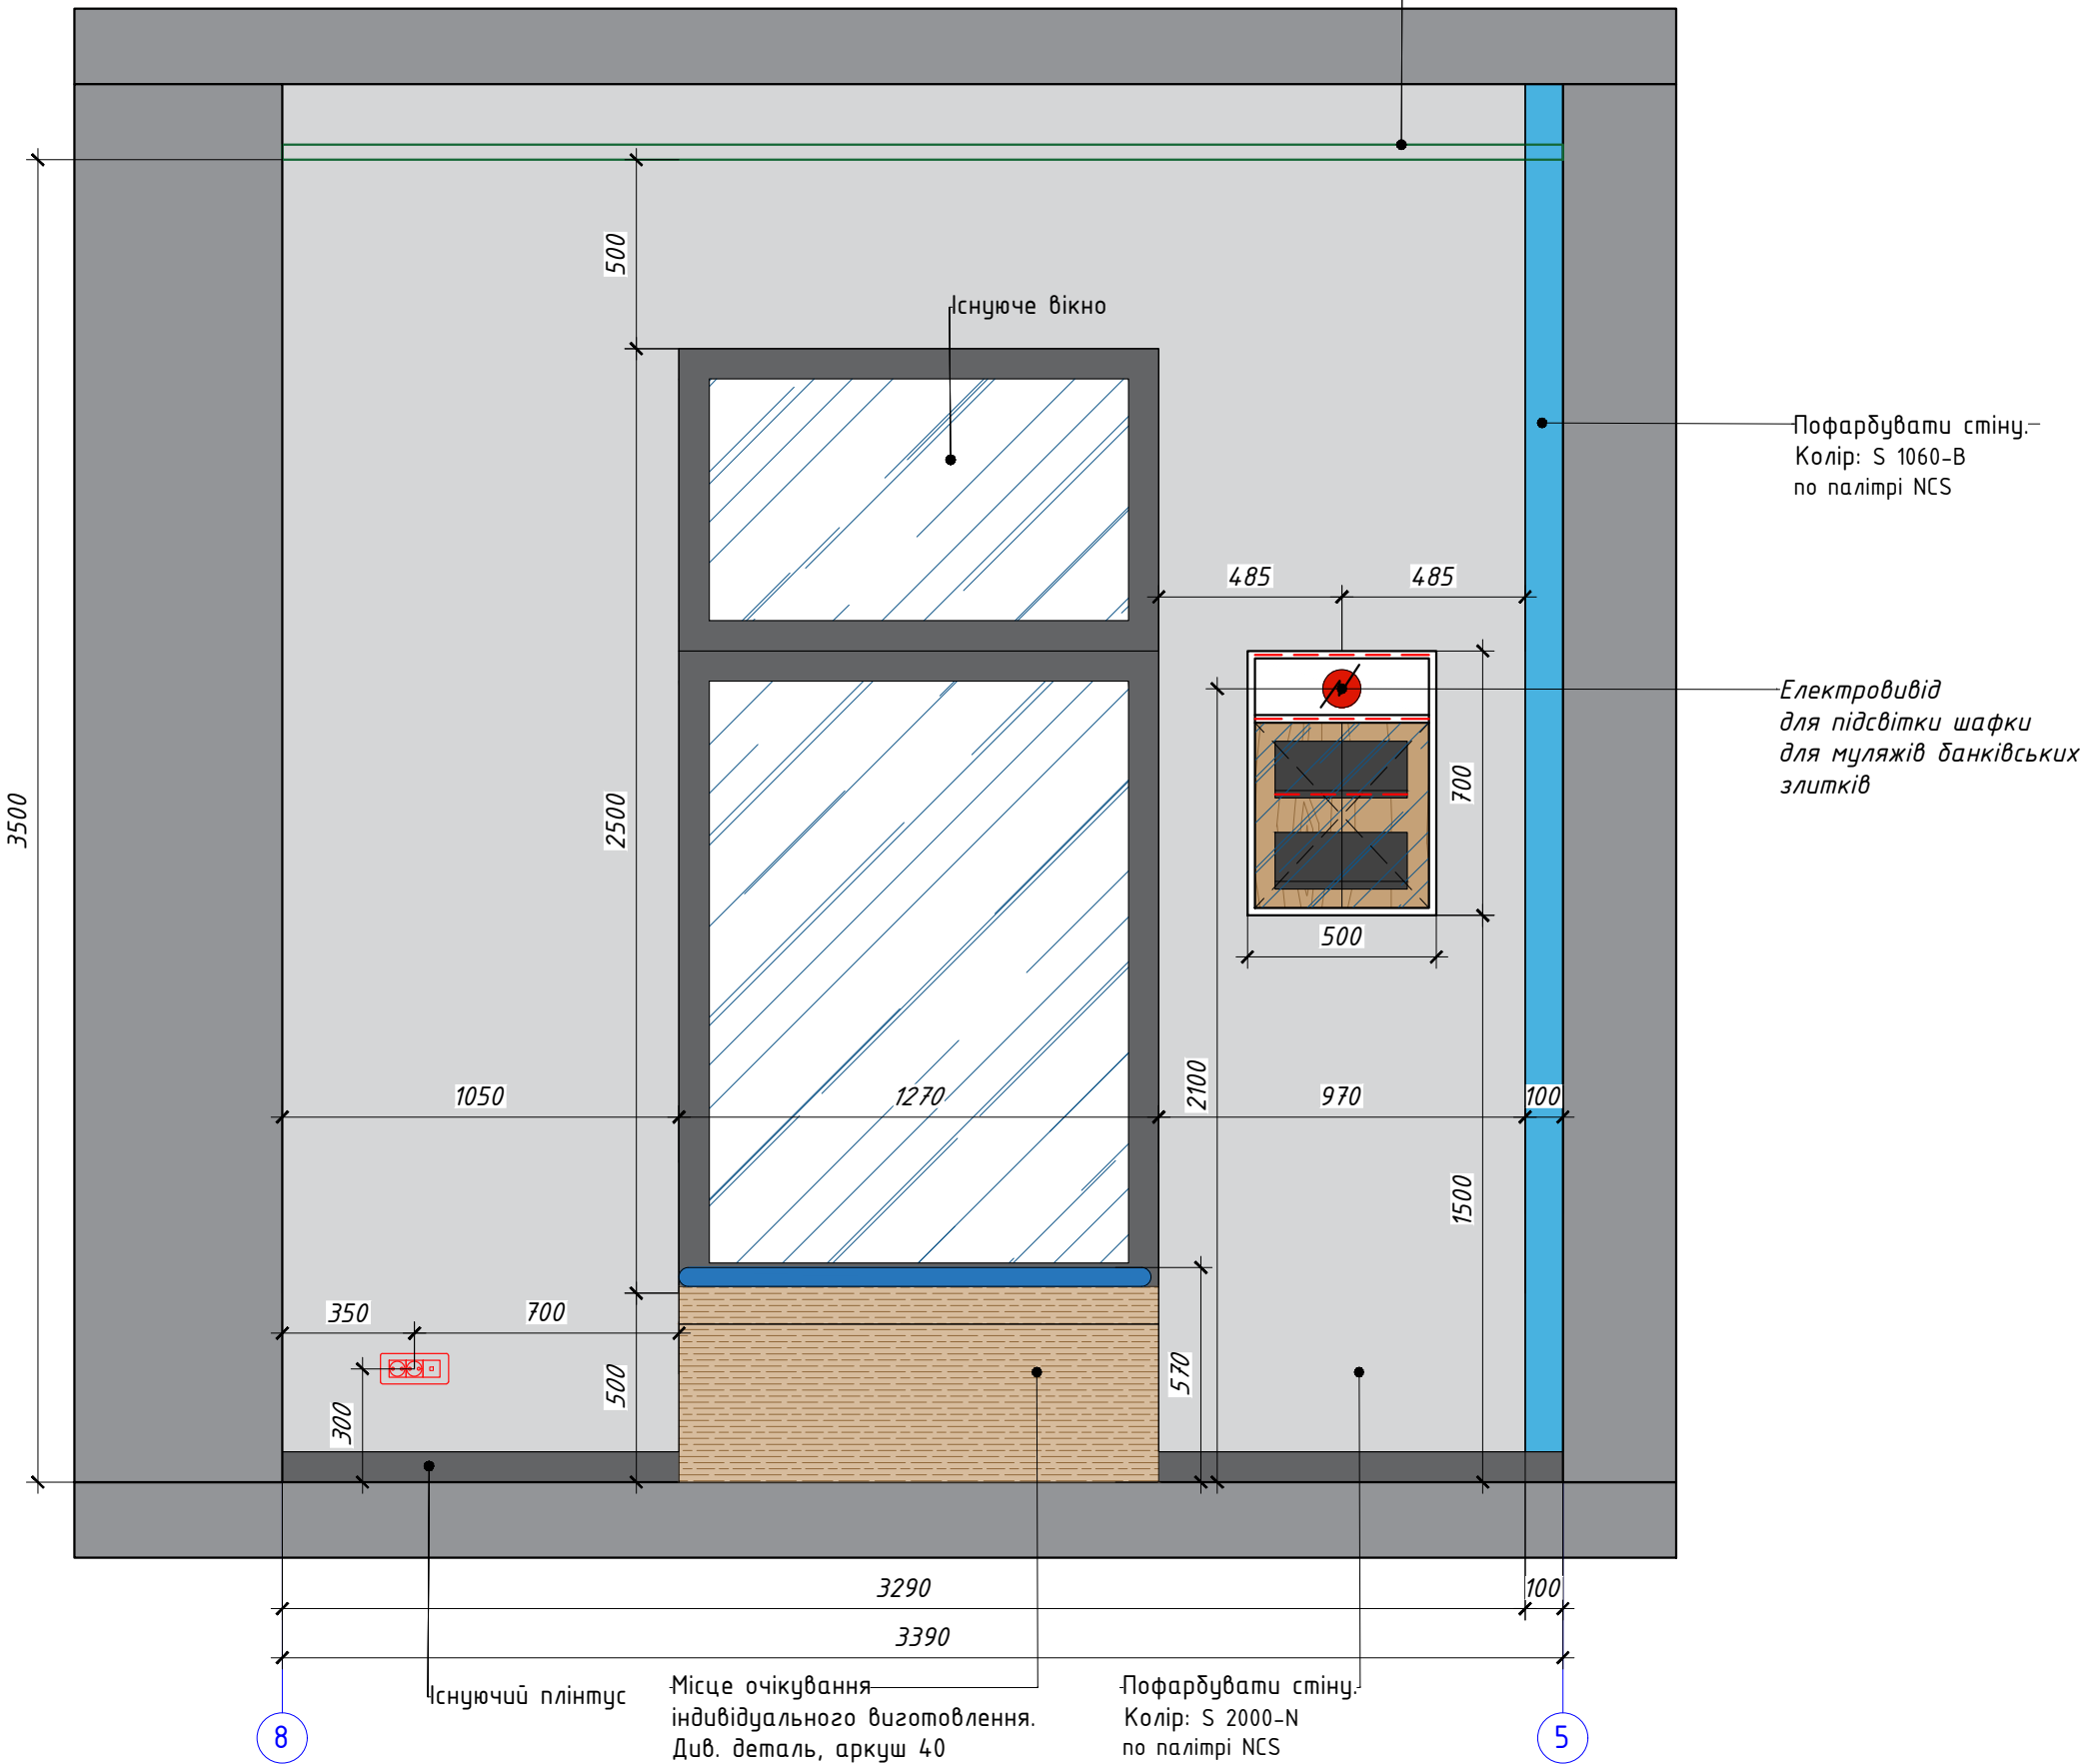 500
Існуюче вікно
Пофарбувати стіну.
Колір: S 1060-B
по палітрі NCS
485
485
Електровивід
для підсвітки шафки
для муляжів банківських
злитків
3500
2500
700
500
2100
1050
1270
970
100
1500
350
700
300
500
570
3290
100
3390
Існуючий плінтус
Місце очікування
індивідуального виготовлення.
Див. деталь, аркуш 40
Пофарбувати стіну.
Колір: S 2000-N
по палітрі NCS
8
5